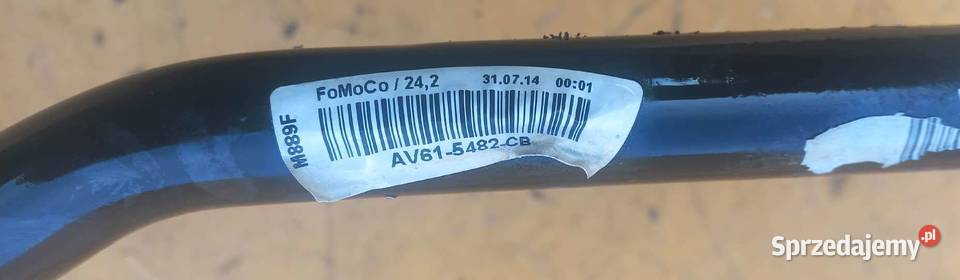 FoMoCo / 24,2 31.07.14 00:01
M889F
AV61-5482-CB
Sprzedajemy.pl